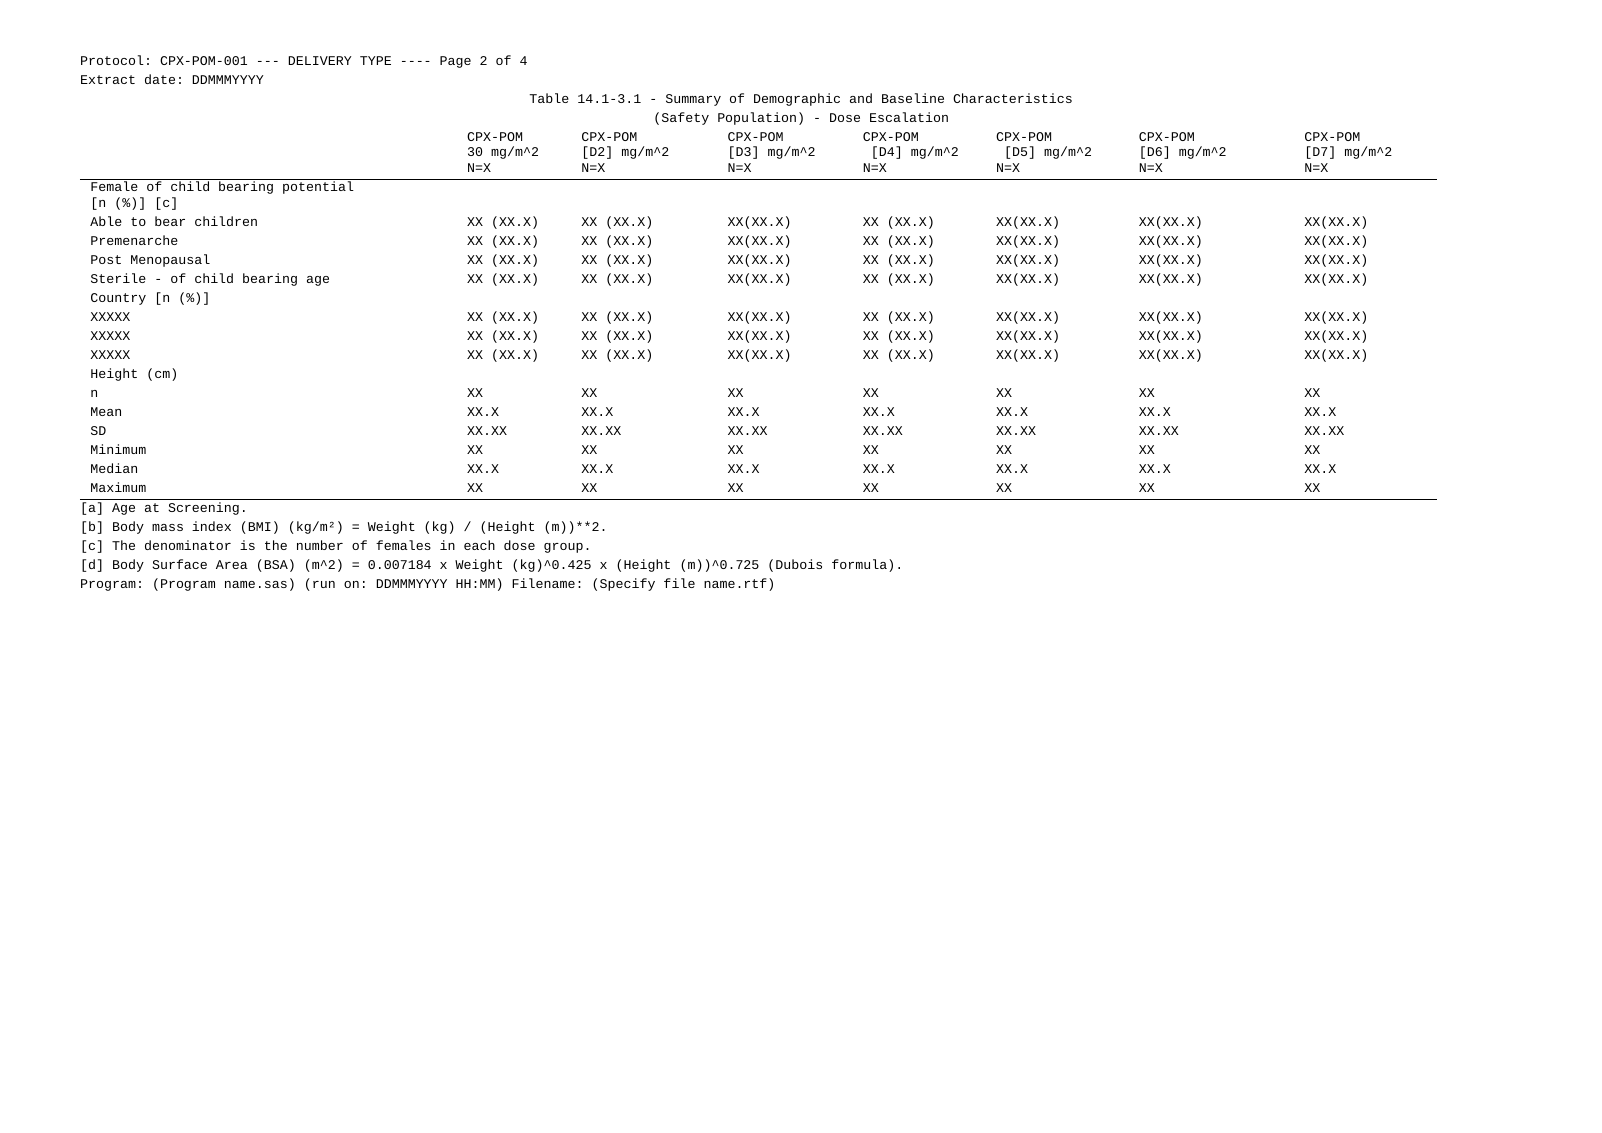 Protocol: CPX-POM-001 --- DELIVERY TYPE ---- Page 2 of 4
Extract date: DDMMMYYYY
Table 14.1-3.1 - Summary of Demographic and Baseline Characteristics
(Safety Population) - Dose Escalation
CPX-POM CPX-POM CPX-POM CPX-POM CPX-POM CPX-POM CPX-POM
30 mg/m^2 [D2] mg/m^2 [D3] mg/m^2 [D4] mg/m^2 [D5] mg/m^2 [D6] mg/m^2 [D7] mg/m^2
N=X N=X N=X N=X N=X N=X N=X
Female of child bearing potential
[n (%)] [c]
Able to bear children XX (XX.X) XX (XX.X) XX(XX.X) XX (XX.X) XX(XX.X) XX(XX.X) XX(XX.X)
Premenarche XX (XX.X) XX (XX.X) XX(XX.X) XX (XX.X) XX(XX.X) XX(XX.X) XX(XX.X)
Post Menopausal XX (XX.X) XX (XX.X) XX(XX.X) XX (XX.X) XX(XX.X) XX(XX.X) XX(XX.X)
Sterile - of child bearing age XX (XX.X) XX (XX.X) XX(XX.X) XX (XX.X) XX(XX.X) XX(XX.X) XX(XX.X)
Country [n (%)]
XXXXX XX (XX.X) XX (XX.X) XX(XX.X) XX (XX.X) XX(XX.X) XX(XX.X) XX(XX.X)
XXXXX XX (XX.X) XX (XX.X) XX(XX.X) XX (XX.X) XX(XX.X) XX(XX.X) XX(XX.X)
XXXXX XX (XX.X) XX (XX.X) XX(XX.X) XX (XX.X) XX(XX.X) XX(XX.X) XX(XX.X)
Height (cm)
n XX XX XX XX XX XX XX
Mean XX.X XX.X XX.X XX.X XX.X XX.X XX.X
SD XX.XX XX.XX XX.XX XX.XX XX.XX XX.XX XX.XX
Minimum XX XX XX XX XX XX XX
Median XX.X XX.X XX.X XX.X XX.X XX.X XX.X
Maximum XX XX XX XX XX XX XX
[a] Age at Screening.
[b] Body mass index (BMI) (kg/m²) = Weight (kg) / (Height (m))**2.
[c] The denominator is the number of females in each dose group.
[d] Body Surface Area (BSA) (m^2) = 0.007184 x Weight (kg)^0.425 x (Height (m))^0.725 (Dubois formula).
Program: (Program name.sas) (run on: DDMMMYYYY HH:MM) Filename: (Specify file name.rtf)